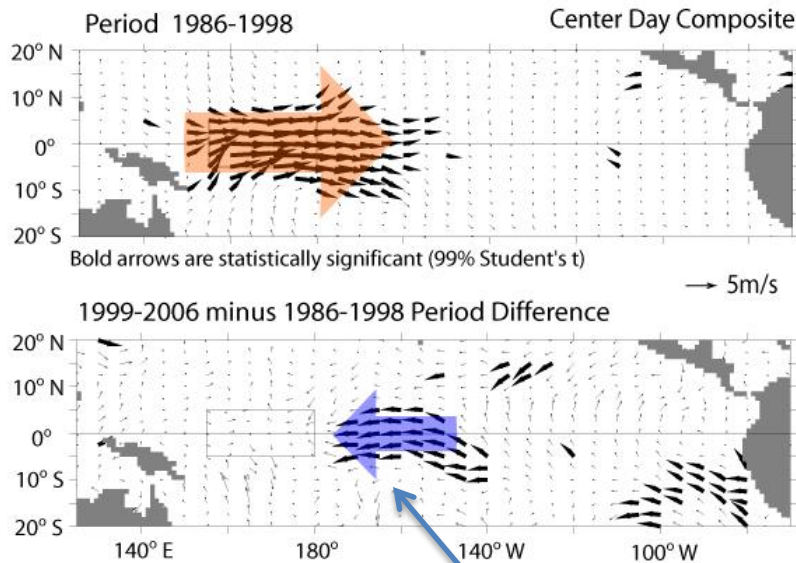 Period 1986-1998
Center Day Composite
20° N
10° N
0°
10° S
20° S
Bold arrows are statistically significant (99% Student's t)
5m/s
1999-2006 minus 1986-1998 Period Difference
20° N
10° N
0°
10° S
20° S
140° E
180°
140° W
100° W